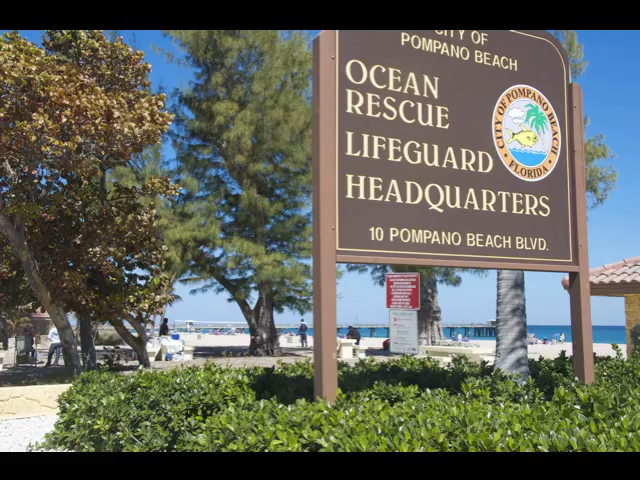 CITY OF
POMPANO BEACH
OCEAN
RESCUE
LIFEGUARD
HEADQUARTERS
10 POMPANO BEACH BLVD.
CITY OF POMPANO BEACH
FLORIDA